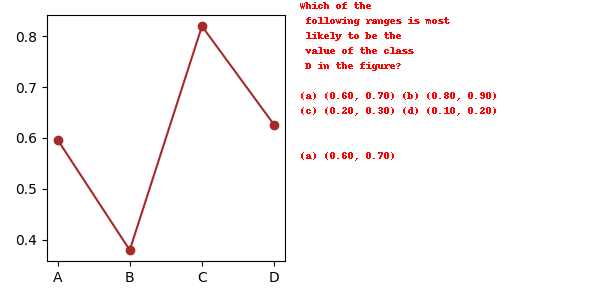 Which of the
following ranges is most
likely to be the
value of the class
D in the figure?
(a) (0.60, 0.70) (b) (0.80, 0.90)
(c) (0.20, 0.30) (d) (0.10, 0.20)
(a) (0.60, 0.70)
0.8
0.7
0.6
0.5
0.4
A B C D